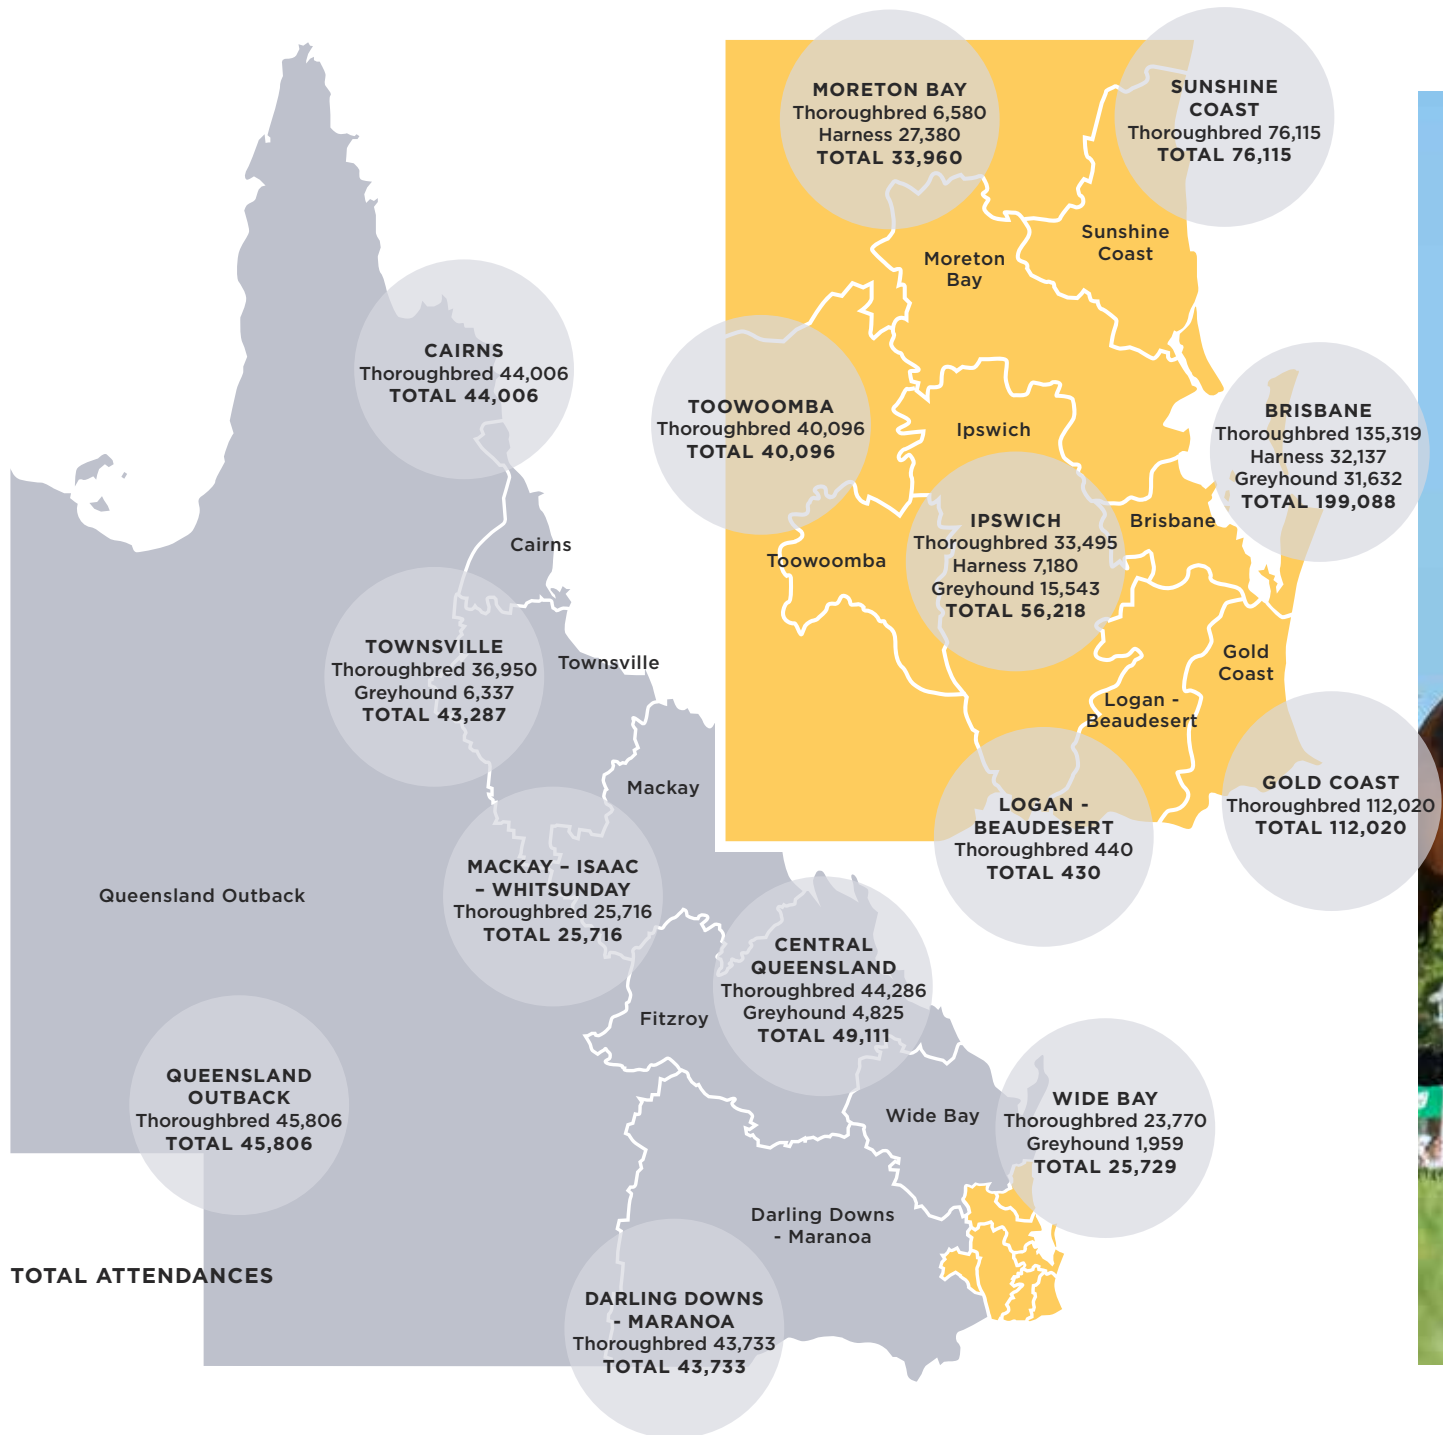 MORETON BAY
Thoroughbred 6,580
Harness 27,380
TOTAL 33,960
SUNSHINE
COAST
Thoroughbred 76,115
TOTAL 76,115
Sunshine
Coast
Moreton
Bay
CAIRNS
Thoroughbred 44,006
TOTAL 44,006
TOOWOOMBA
Thoroughbred 40,096
TOTAL 40,096
Ipswich
BRISBANE
Thoroughbred 135,319
Harness 32,137
Greyhound 31,632
TOTAL 199,088
IPSWICH
Thoroughbred 33,495
Harness 7,180
Greyhound 15,543
TOTAL 56,218
Brisbane
Cairns
Toowoomba
TOWNSVILLE
Thoroughbred 36,950
Greyhound 6,337
TOTAL 43,287
Townsville
Gold
Coast
Logan -
Beaudesert
Mackay
GOLD COAST
Thoroughbred 112,020
TOTAL 112,020
LOGAN -
BEAUDESERT
Thoroughbred 440
TOTAL 430
MACKAY – ISAAC
– WHITSUNDAY
Thoroughbred 25,716
TOTAL 25,716
Queensland Outback
CENTRAL
QUEENSLAND
Thoroughbred 44,286
Greyhound 4,825
TOTAL 49,111
Fitzroy
QUEENSLAND
OUTBACK
Thoroughbred 45,806
TOTAL 45,806
Wide Bay
WIDE BAY
Thoroughbred 23,770
Greyhound 1,959
TOTAL 25,729
Darling Downs
- Maranoa
TOTAL ATTENDANCES
DARLING DOWNS
- MARANOA
Thoroughbred 43,733
TOTAL 43,733